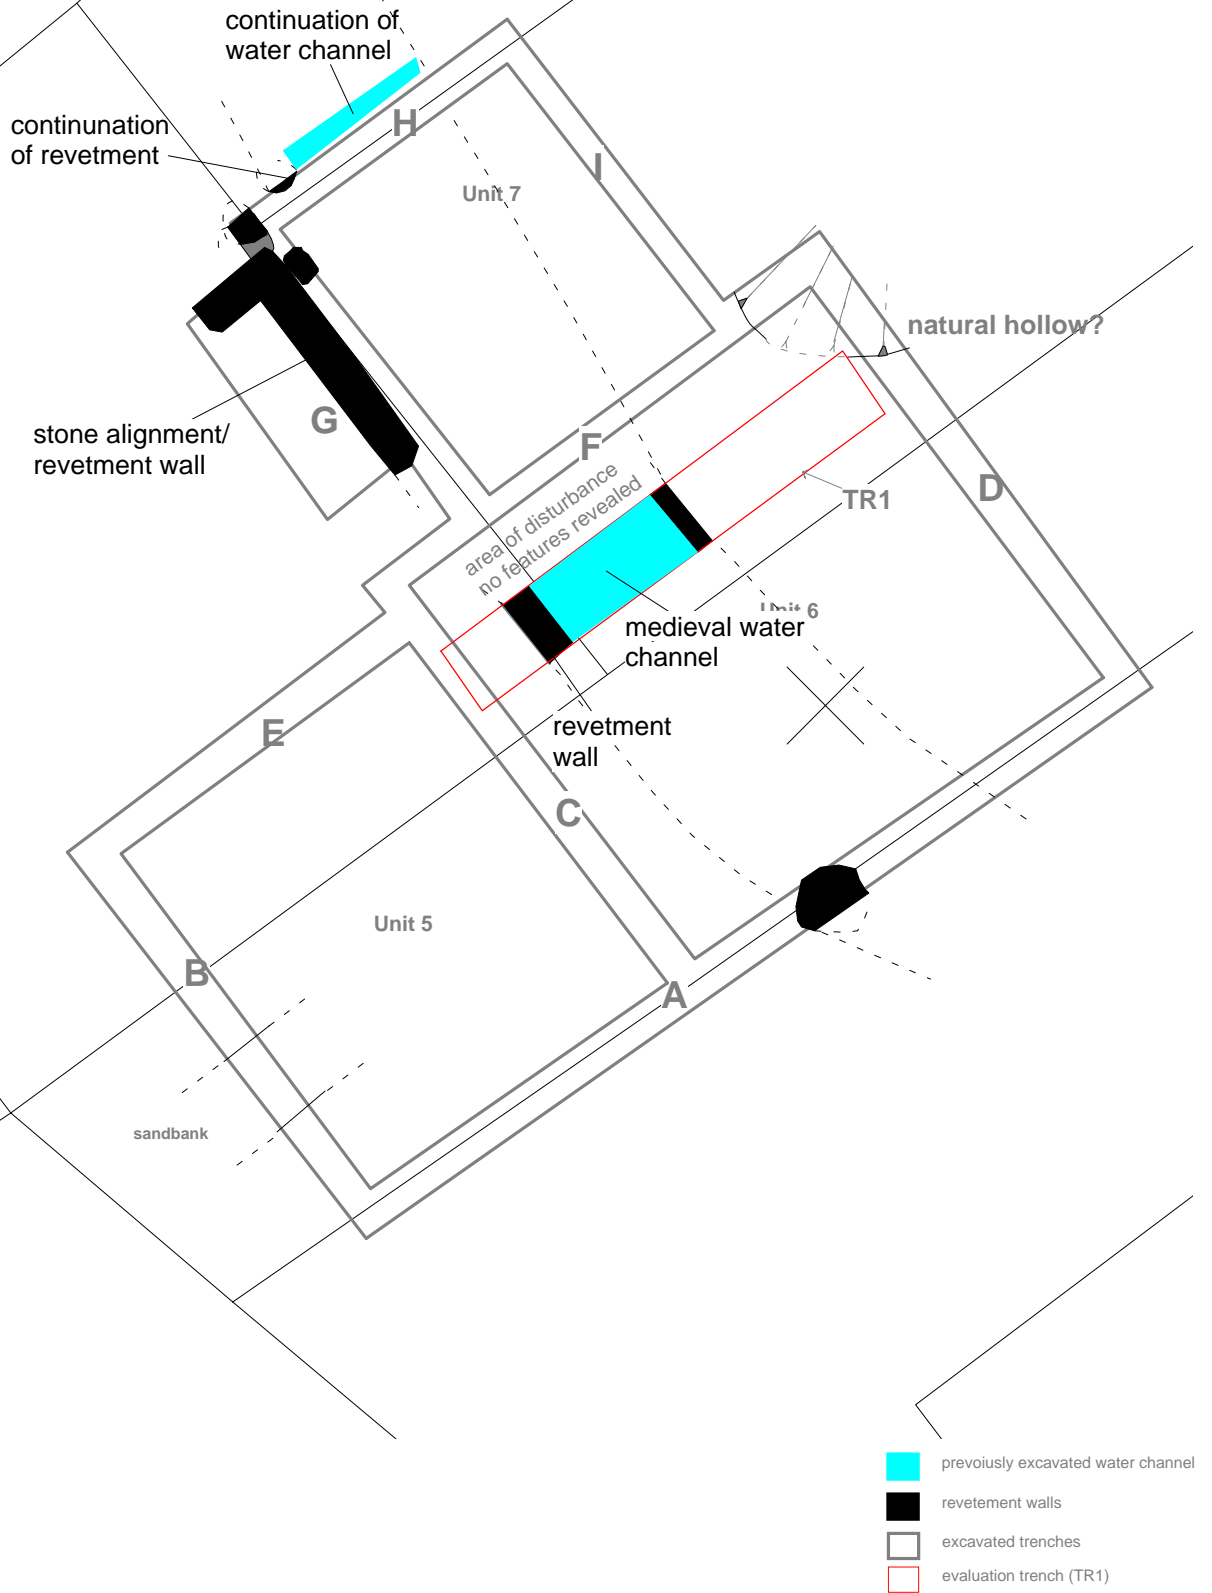 continuation of
water channel
continunation
of revetment
H
I
Unit 7
natural hollow?
G
stone alignment/
revetment wall
F
area of disturbance
no features revealed
D
TR1
Unit 6
medieval water
channel
E
revetment
wall
C
Unit 5
B
A
sandbank
prevoiusly excavated water channel
revetement walls
excavated trenches
evaluation trench (TR1)